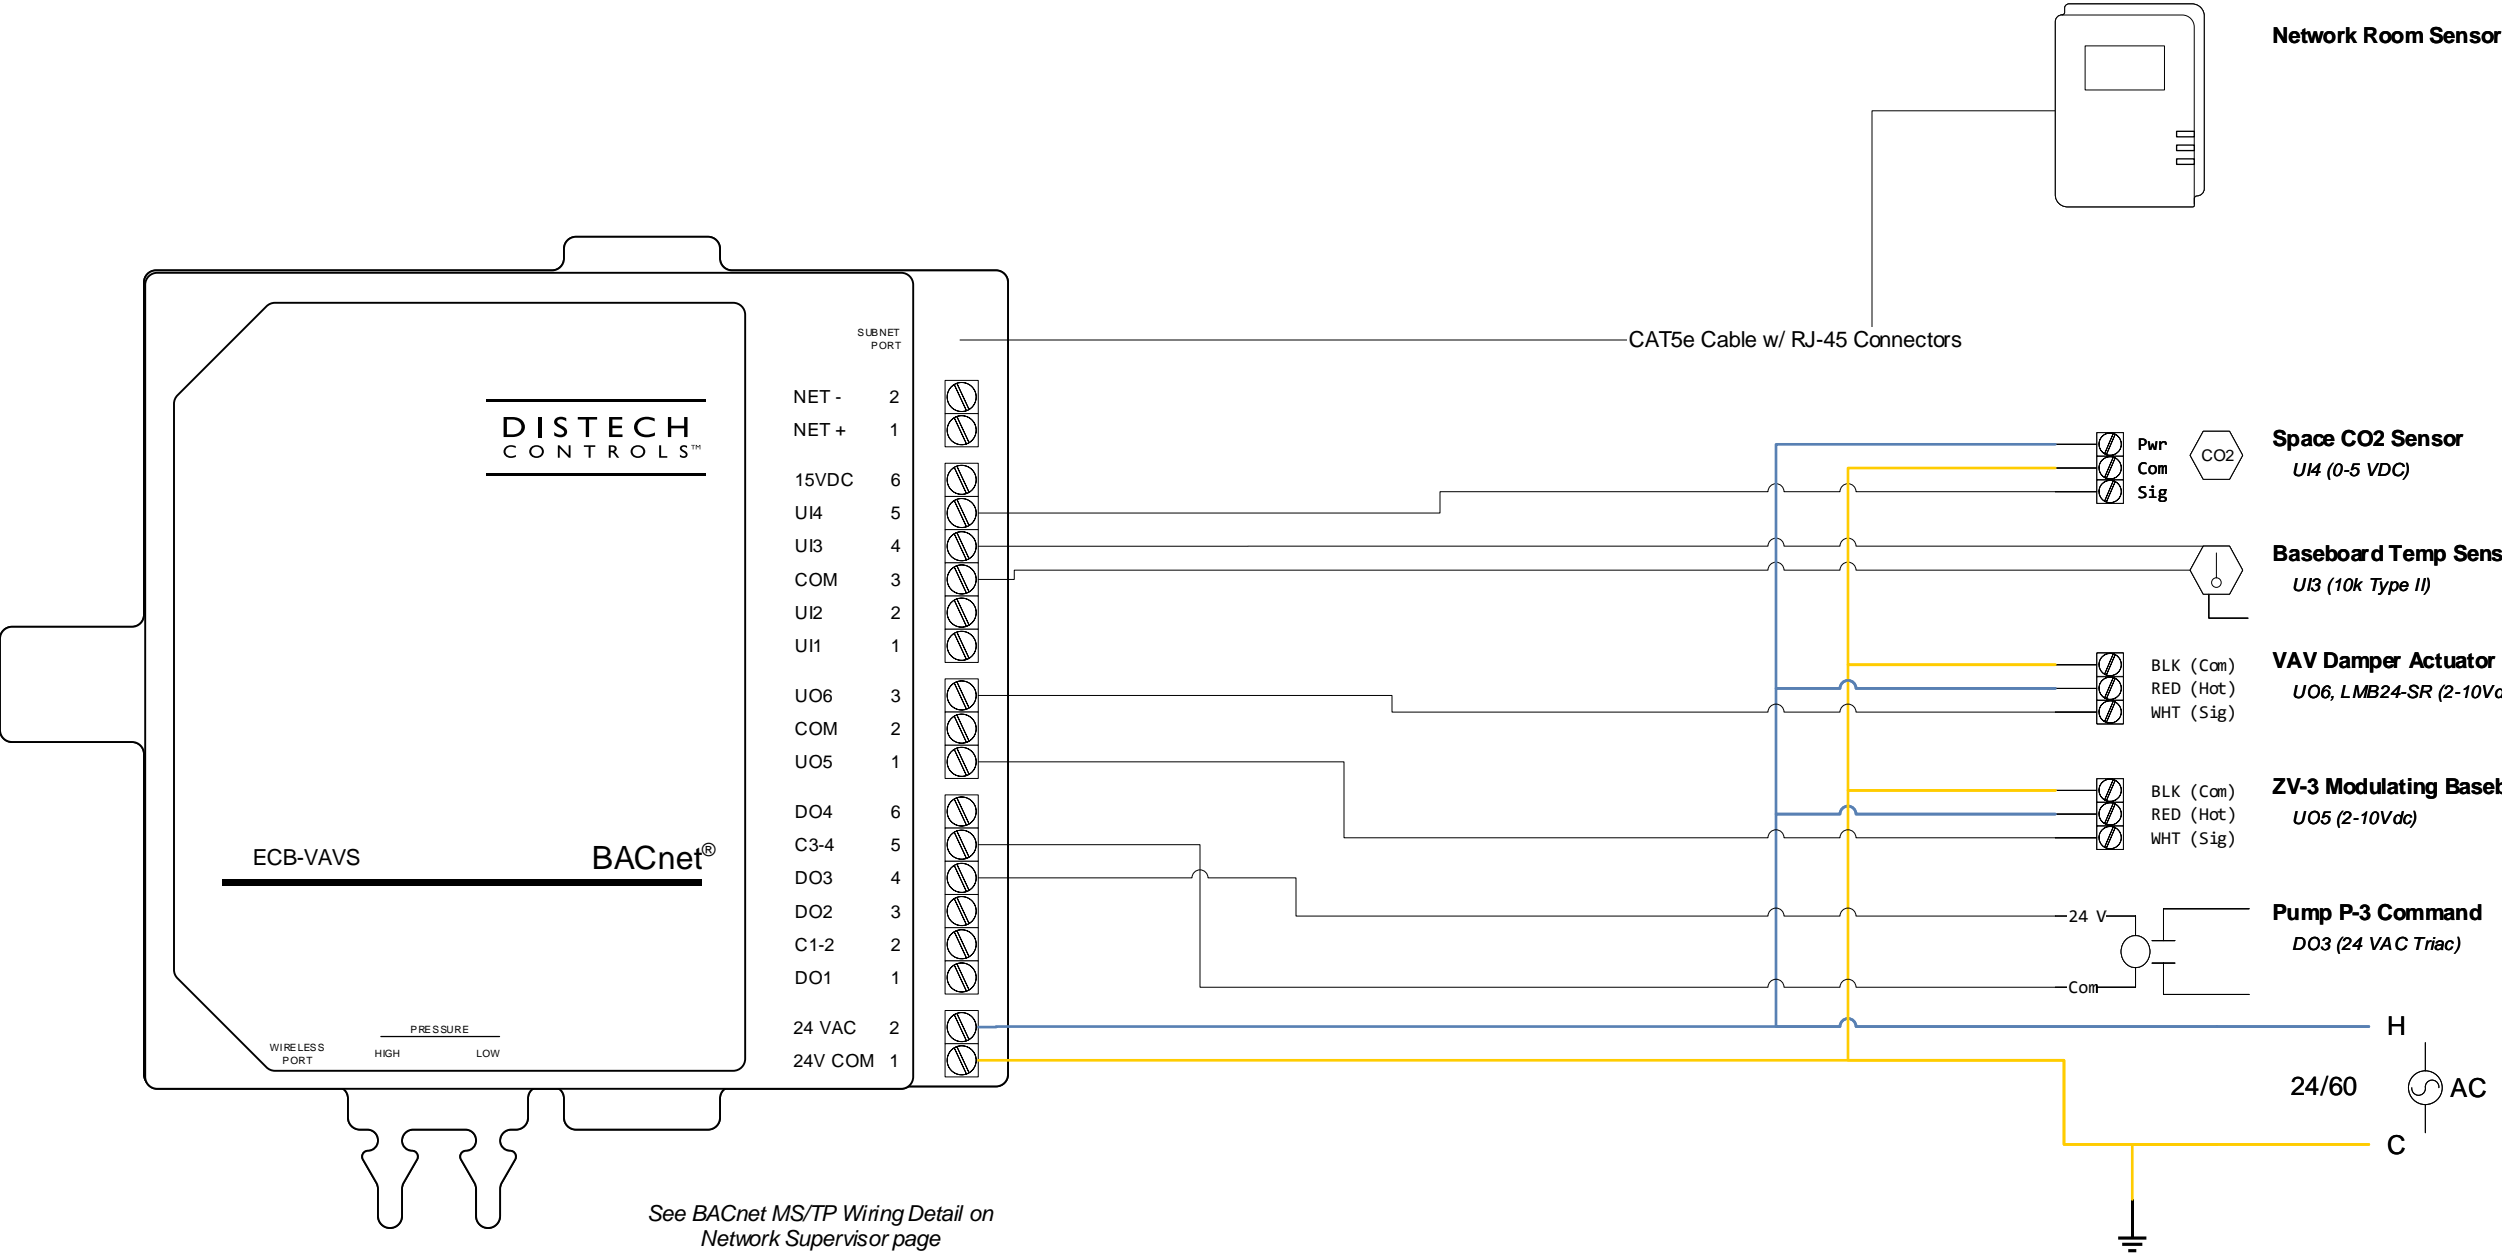 Network Room Sensor
SUBNET
PORT
CAT5e Cable w/ RJ-45 Connectors
NET - 2
NET + 1
DISTECH
CONTROLS™
15VDC 6
UI4 5
UI3 4
COM 3
UI2 2
UI1 1
UO6 3
COM 2
UO5 1
DO4 6
C3-4 5
DO3 4
DO2 3
C1-2 2
DO1 1
24 VAC 2
24V COM 1
ECB-VAVS
BACnet®
PRESSURE
WIRELESS
PORT
HIGH LOW
Pwr
Com
Sig
CO2
Space CO2 Sensor
UI4 (0-5 VDC)
Baseboard Temp Sens
UI3 (10k Type II)
BLK (Com)
RED (Hot)
WHT (Sig)
VAV Damper Actuator
UO6, LMB24-SR (2-10Vd
BLK (Com)
RED (Hot)
WHT (Sig)
ZV-3 Modulating Baseb
UO5 (2-10Vdc)
24 V
Com
Pump P-3 Command
DO3 (24 VAC Triac)
H
24/60
AC
C
See BACnet MS/TP Wiring Detail on
Network Supervisor page